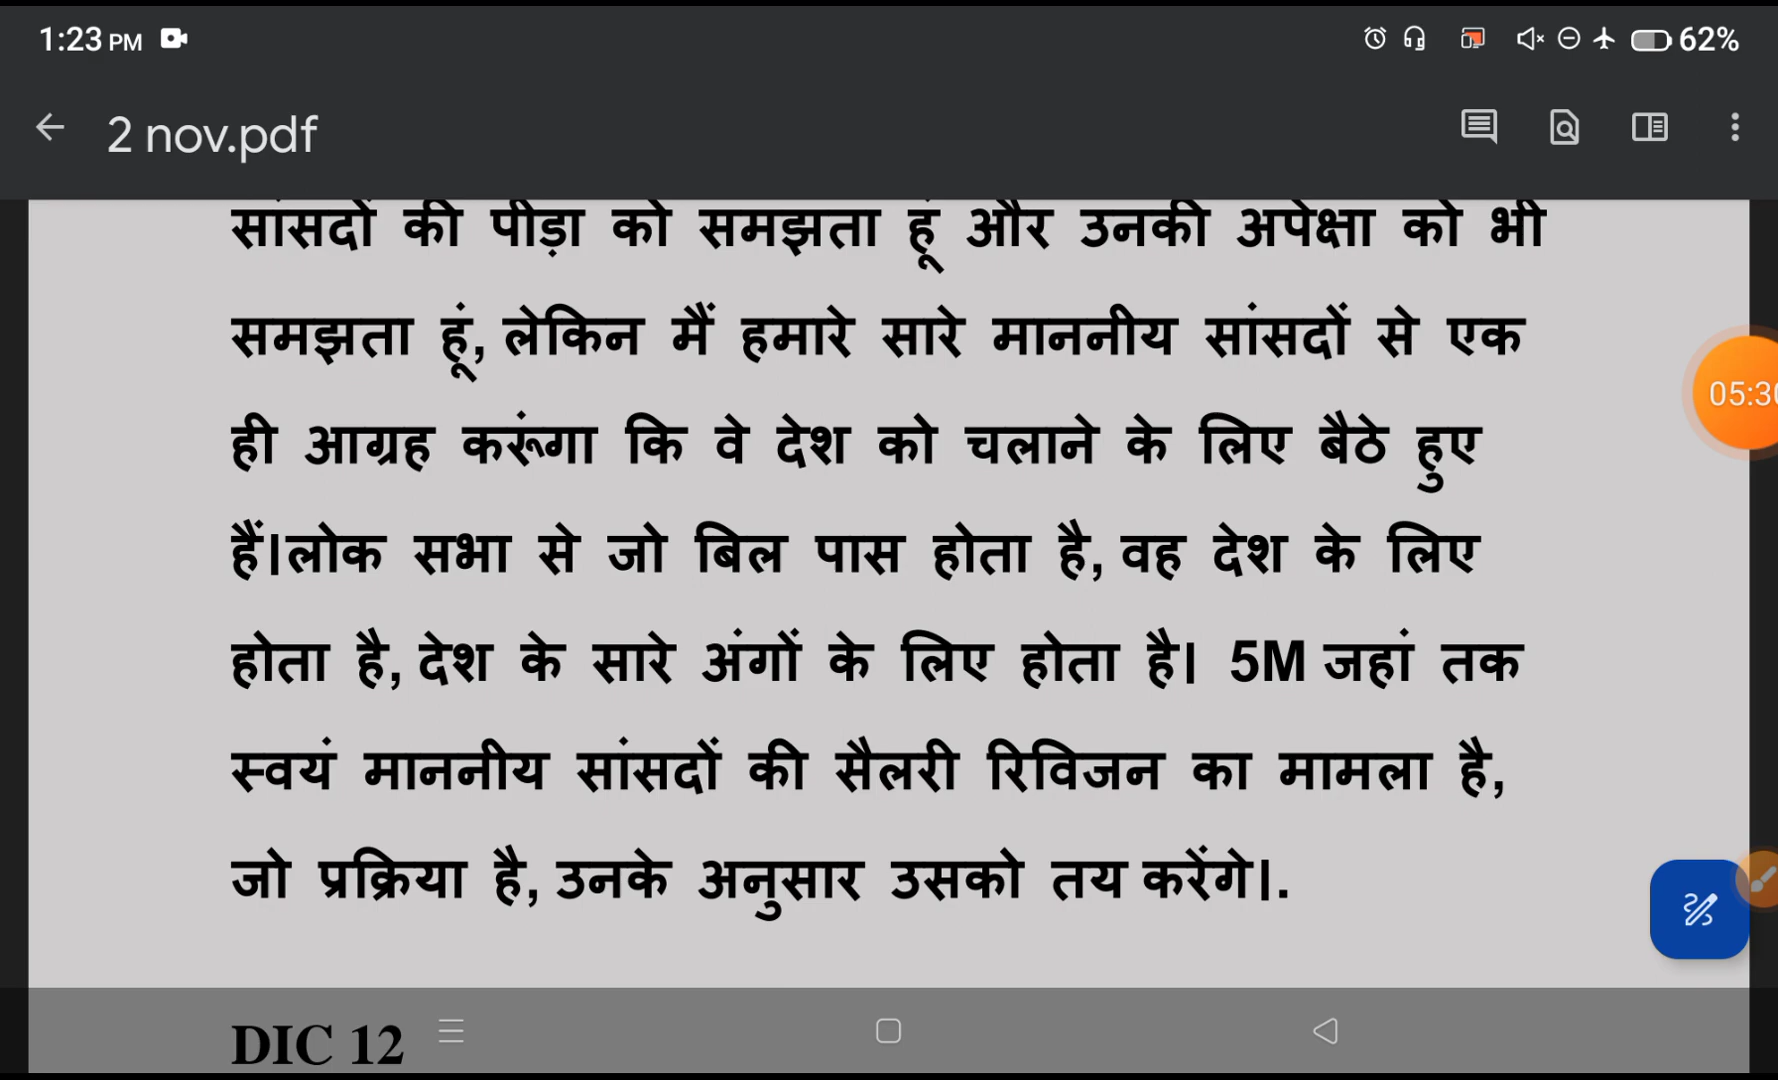 1:23 PM 62%
2 nov.pdf
सांसदों की पीड़ा को समझता हूं और उनकी अपेक्षा को भी
समझता हूं, लेकिन मैं हमारे सारे माननीय सांसदों से एक
ही आग्रह करूंगा कि वे देश को चलाने के लिए बैठे हुए
05:30
हैं।लोक सभा से जो बिल पास होता है, वह देश के लिए
होता है, देश के सारे अंगों के लिए होता है। 5M जहां तक
स्वयं माननीय सांसदों की सैलरी रिविजन का मामला है,
जो प्रक्रिया है, उनके अनुसार उसको तय करेंगे।.
DIC 12